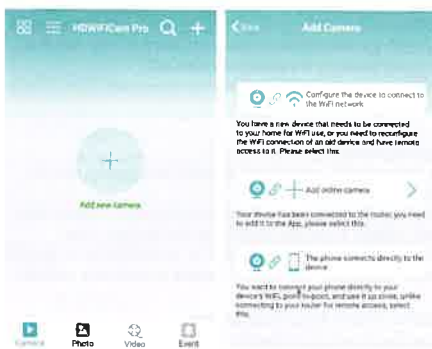 HDWiFiCam Pro
Add new camera
Camera
Photo
Video
Event
Add Camera
Configure the device to connect to
the WiFi network
You have a new device that needs to be connected
to your home for WiFi use, or you need to reconfigure
the WiFi connection of an old device and have remote
access to it. Please select this.
Add online camera
Your device has been connected to the router, you need
to add it to the App, please select this.
The phone connects directly to the
device
You want to connect your phone directly to your
device's WiFi, point-to-point, and use it up close, unlike
connecting to your router for remote access, select
this.